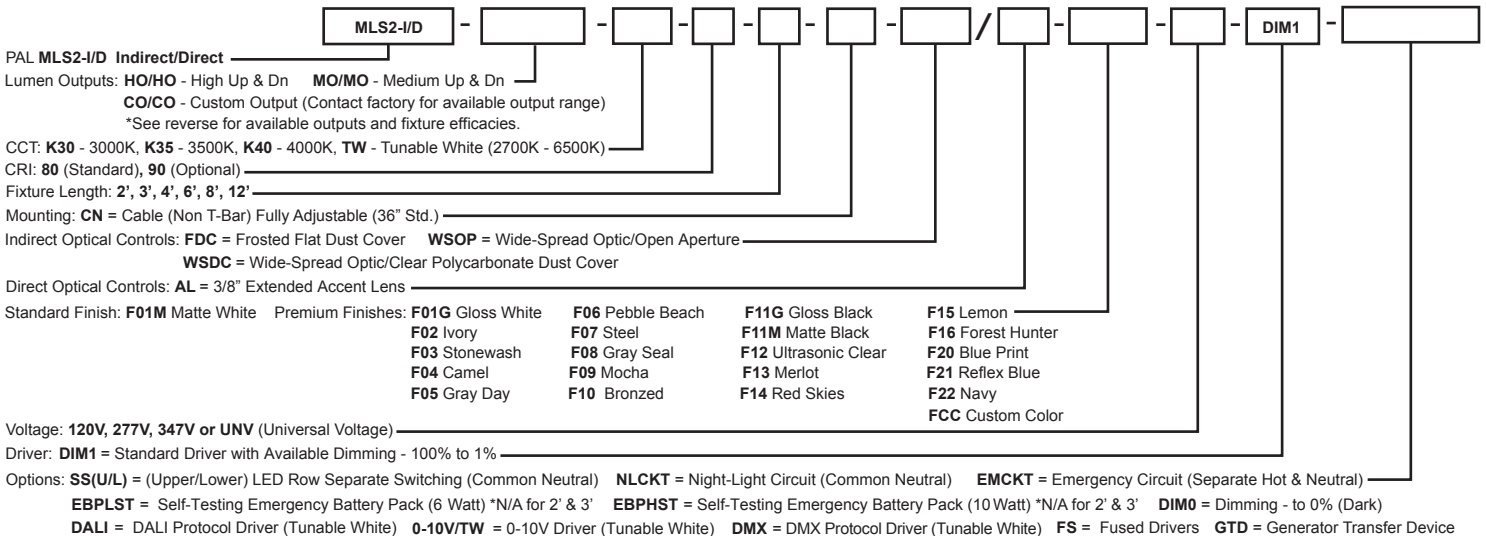 MLS2-I/D - - - - - - / - - - DIM1 -
PAL MLS2-I/D Indirect/Direct
Lumen Outputs: HO/HO - High Up & Dn MO/MO - Medium Up & Dn
CO/CO - Custom Output (Contact factory for available output range)
*See reverse for available outputs and fixture efficacies.
CCT: K30 - 3000K, K35 - 3500K, K40 - 4000K, TW - Tunable White (2700K - 6500K)
CRI: 80 (Standard), 90 (Optional)
Fixture Length: 2’, 3’, 4’, 6’, 8’, 12’
Mounting: CN = Cable (Non T-Bar) Fully Adjustable (36” Std.)
Indirect Optical Controls: FDC = Frosted Flat Dust Cover WSOP = Wide-Spread Optic/Open Aperture
WSDC = Wide-Spread Optic/Clear Polycarbonate Dust Cover
Direct Optical Controls: AL = 3/8” Extended Accent Lens
Standard Finish: F01M Matte White Premium Finishes: F01G Gloss White F06 Pebble Beach F11G Gloss Black F15 Lemon
F02 Ivory F07 Steel F11M Matte Black F16 Forest Hunter
F03 Stonewash F08 Gray Seal F12 Ultrasonic Clear F20 Blue Print
F04 Camel F09 Mocha F13 Merlot F21 Reflex Blue
F05 Gray Day F10 Bronzed F14 Red Skies F22 Navy
FCC Custom Color
Voltage: 120V, 277V, 347V or UNV (Universal Voltage)
Driver: DIM1 = Standard Driver with Available Dimming - 100% to 1%
Options: SS(U/L) = (Upper/Lower) LED Row Separate Switching (Common Neutral) NLCKT = Night-Light Circuit (Common Neutral) EMCKT = Emergency Circuit (Separate Hot & Neutral)
EBPLST = Self-Testing Emergency Battery Pack (6 Watt) *N/A for 2’ & 3’ EBPHST = Self-Testing Emergency Battery Pack (10 Watt) *N/A for 2’ & 3’ DIM0 = Dimming - to 0% (Dark)
DALI = DALI Protocol Driver (Tunable White) 0-10V/TW = 0-10V Driver (Tunable White) DMX = DMX Protocol Driver (Tunable White) FS = Fused Drivers GTD = Generator Transfer Device